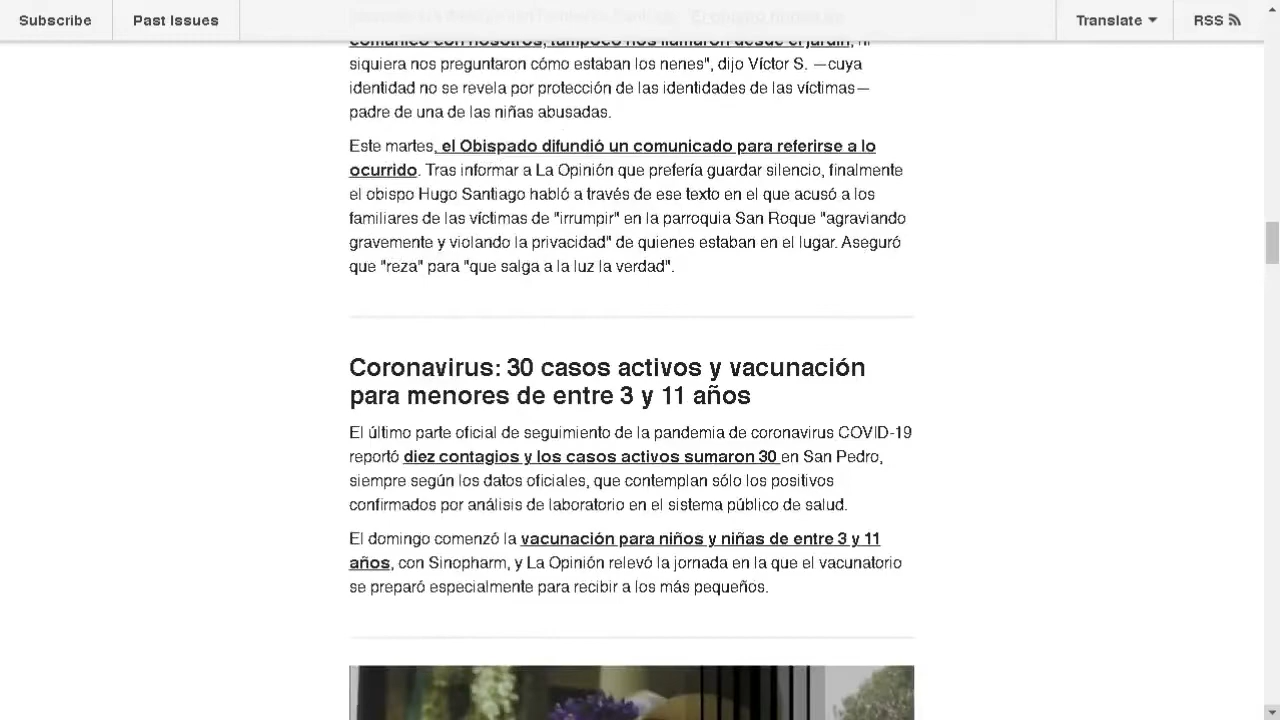 Subscribe
Past Issues
Translate
RSS
comunicó con nosotros, tampoco nos llamaron desde el jardín, ni
siquiera nos preguntaron cómo estaban los nenes", dijo Víctor S. —cuya
identidad no se revela por protección de las identidades de las víctimas—
padre de una de las niñas abusadas.
Este martes, el Obispado difundió un comunicado para referirse a lo
ocurrido. Tras informar a La Opinión que prefería guardar silencio, finalmente
el obispo Hugo Santiago habló a través de ese texto en el que acusó a los
familiares de las víctimas de "irrumpir" en la parroquia San Roque "agraviando
gravemente y violando la privacidad" de quienes estaban en el lugar. Aseguró
que "reza" para "que salga a la luz la verdad".
Coronavirus: 30 casos activos y vacunación
para menores de entre 3 y 11 años
El último parte oficial de seguimiento de la pandemia de coronavirus COVID-19
reportó diez contagios y los casos activos sumaron 30 en San Pedro,
siempre según los datos oficiales, que contemplan sólo los positivos
confirmados por análisis de laboratorio en el sistema público de salud.
El domingo comenzó la vacunación para niños y niñas de entre 3 y 11
años, con Sinopharm, y La Opinión relevó la jornada en la que el vacunatorio
se preparó especialmente para recibir a los más pequeños.